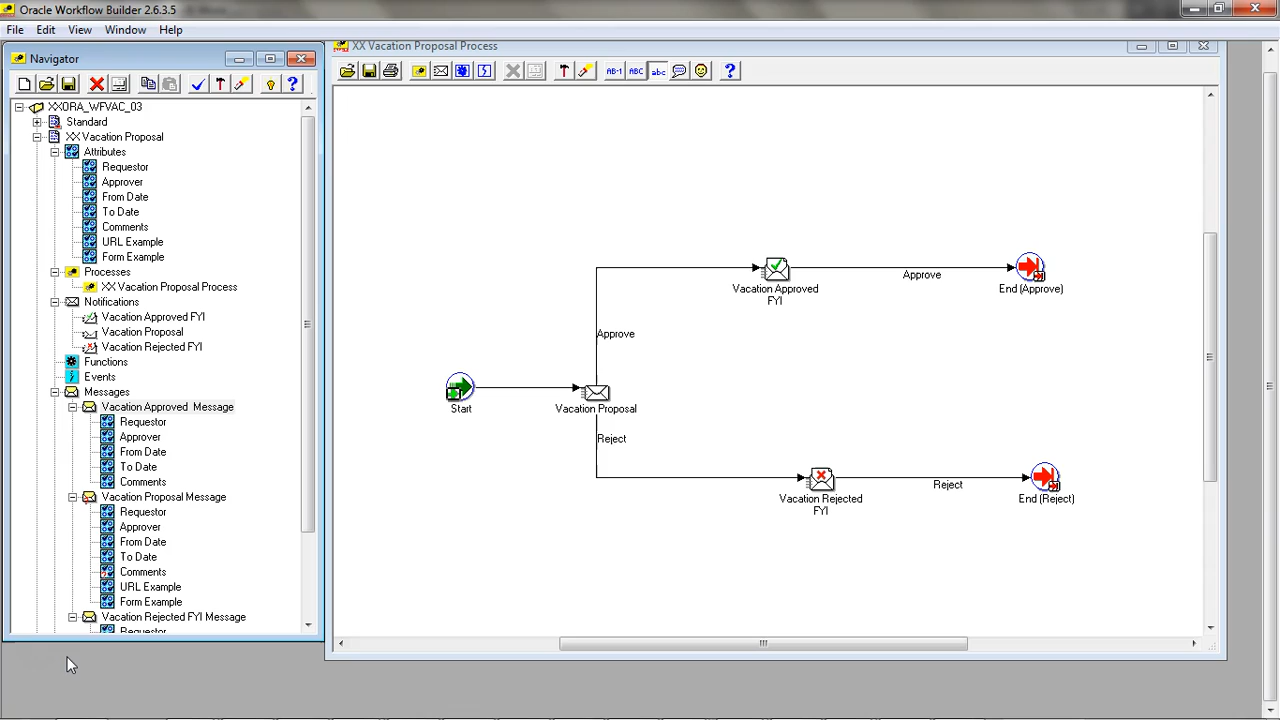 Oracle Workflow Builder 2.6.3.5
File Edit View Window Help
Navigator
XXORA_WFVAC_03
Standard
XX Vacation Proposal
Attributes
Requestor
Approver
From Date
To Date
Comments
URL Example
Form Example
Processes
XX Vacation Proposal Process
Notifications
Vacation Approved FYI
Vacation Proposal
Vacation Rejected FYI
Functions
Events
Messages
Vacation Approved  Message
Requestor
Approver
From Date
To Date
Comments
Vacation Proposal Message
Requestor
Approver
From Date
To Date
Comments
URL Example
Form Example
Vacation Rejected FYI Message
Requestor
XX Vacation Proposal Process
AB-1 ABC abc
Vacation Approved
FYI
Approve
End (Approve)
Approve
Start
Vacation Proposal
Reject
Vacation Rejected
FYI
Reject
End (Reject)